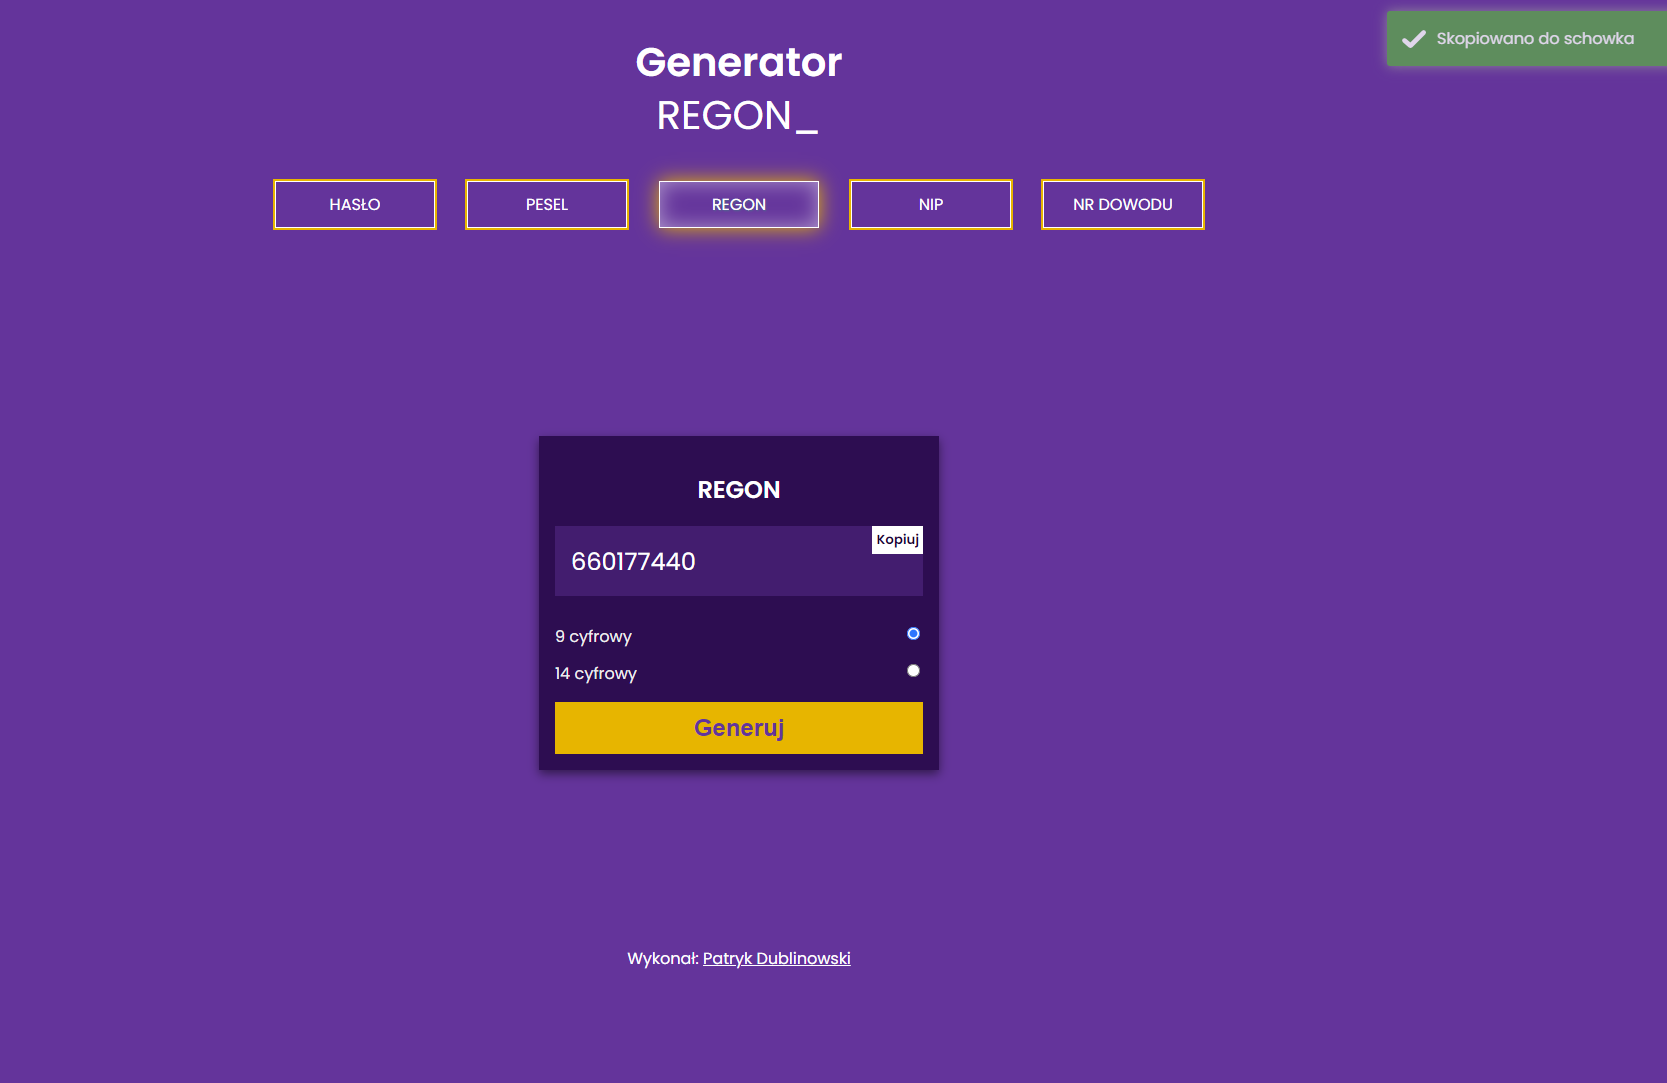 Skopiowano do schowka
Generator
REGON_
HASŁO
PESEL
REGON
NIP
NR DOWODU
REGON
Kopiuj
660177440
9 cyfrowy
14 cyfrowy
Generuj
Wykonał: Patryk Dublinowski